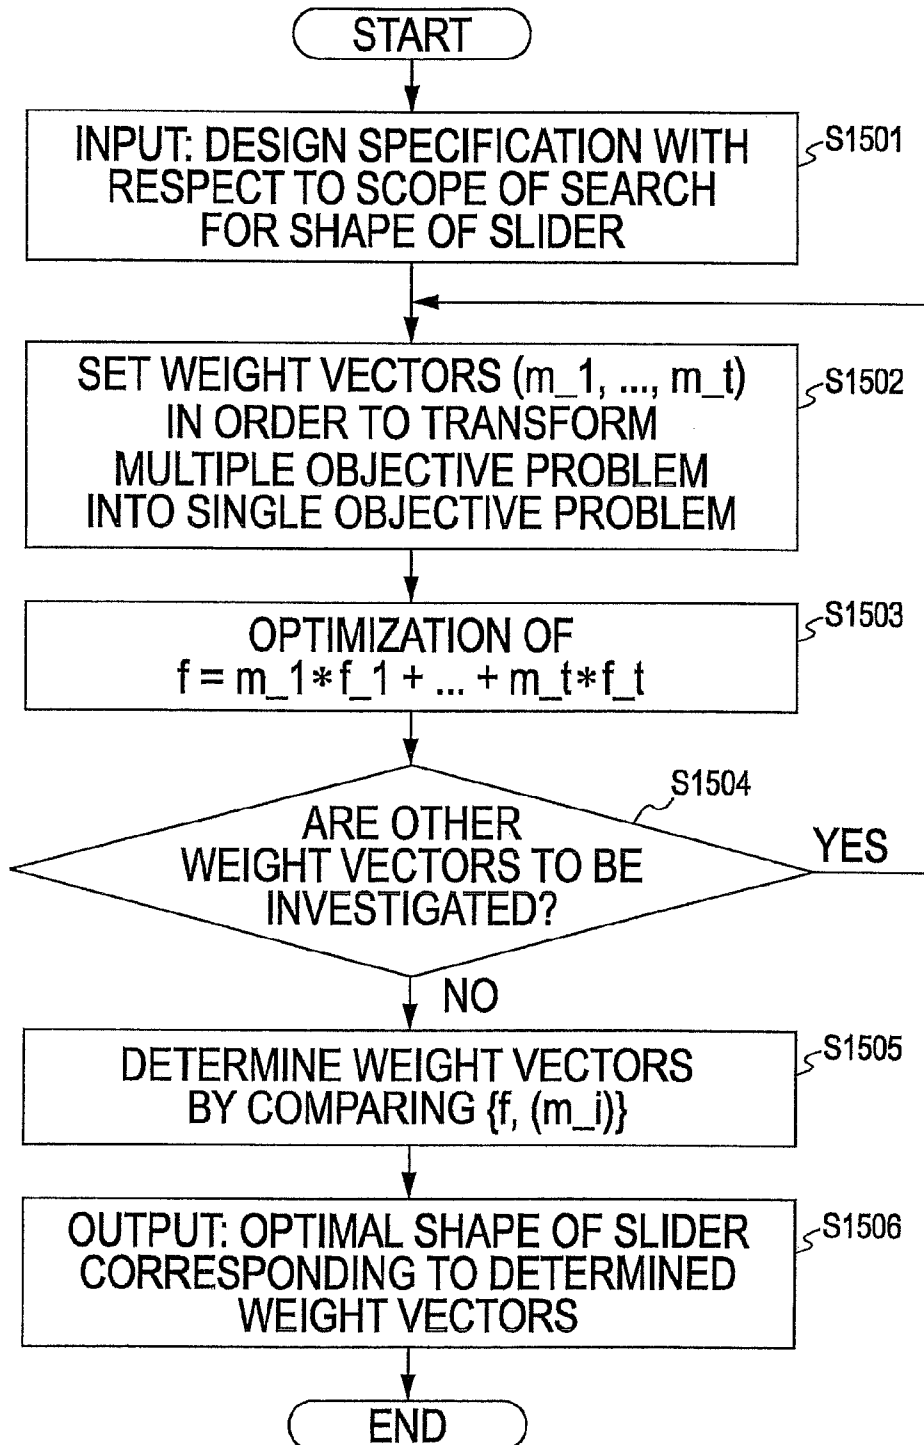 START
INPUT: DESIGN SPECIFICATION WITH
RESPECT TO SCOPE OF SEARCH
FOR SHAPE OF SLIDER
S1501
SET WEIGHT VECTORS (m_1, ..., m_t)
IN ORDER TO TRANSFORM
MULTIPLE OBJECTIVE PROBLEM
INTO SINGLE OBJECTIVE PROBLEM
S1502
OPTIMIZATION OF
f = m_1*f_1 + ... + m_t*f_t
S1503
ARE OTHER
WEIGHT VECTORS TO BE
INVESTIGATED?
S1504
YES
NO
DETERMINE WEIGHT VECTORS
BY COMPARING {f, (m_i)}
S1505
OUTPUT: OPTIMAL SHAPE OF SLIDER
CORRESPONDING TO DETERMINED
WEIGHT VECTORS
S1506
END